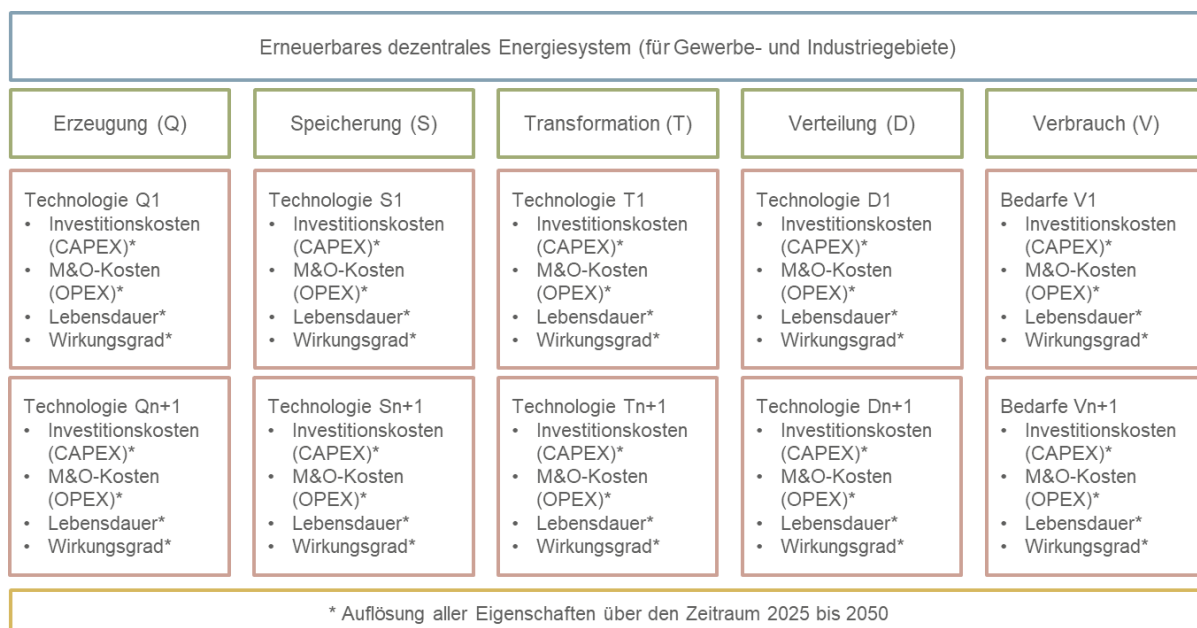 Erneuerbares dezentrales Energiesystem (für Gewerbe- und Industriegebiete)
Erzeugung (Q)
Speicherung (S)
Transformation (T)
Verteilung (D)
Verbrauch (V)
Technologie Q1
• Investitionskosten
(CAPEX)*
• M&O-Kosten
(OPEX)*
• Lebensdauer*
• Wirkungsgrad*
Technologie S1
• Investitionskosten
(CAPEX)*
• M&O-Kosten
(OPEX)*
• Lebensdauer*
• Wirkungsgrad*
Technologie T1
• Investitionskosten
(CAPEX)*
• M&O-Kosten
(OPEX)*
• Lebensdauer*
• Wirkungsgrad*
Technologie D1
• Investitionskosten
(CAPEX)*
• M&O-Kosten
(OPEX)*
• Lebensdauer*
• Wirkungsgrad*
Bedarfe V1
• Investitionskosten
(CAPEX)*
• M&O-Kosten
(OPEX)*
• Lebensdauer*
• Wirkungsgrad*
Technologie Qn+1
• Investitionskosten
(CAPEX)*
• M&O-Kosten
(OPEX)*
• Lebensdauer*
• Wirkungsgrad*
Technologie Sn+1
• Investitionskosten
(CAPEX)*
• M&O-Kosten
(OPEX)*
• Lebensdauer*
• Wirkungsgrad*
Technologie Tn+1
• Investitionskosten
(CAPEX)*
• M&O-Kosten
(OPEX)*
• Lebensdauer*
• Wirkungsgrad*
Technologie Dn+1
• Investitionskosten
(CAPEX)*
• M&O-Kosten
(OPEX)*
• Lebensdauer*
• Wirkungsgrad*
Bedarfe Vn+1
• Investitionskosten
(CAPEX)*
• M&O-Kosten
(OPEX)*
• Lebensdauer*
• Wirkungsgrad*
* Auflösung aller Eigenschaften über den Zeitraum 2025 bis 2050